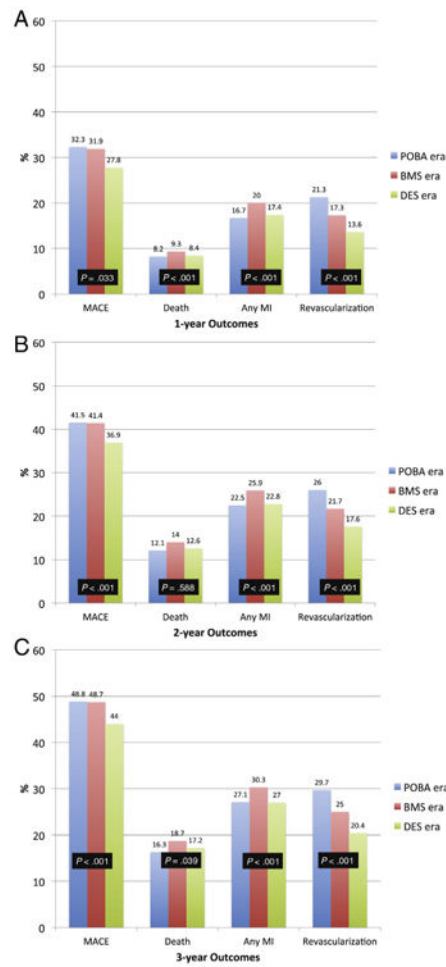 A
60
50
40
30
20
10
0
%
32.3 31.9 27.8
8.2 9.3 8.4
16.7 20 17.4
21.3 17.3 13.6
P = .033 P < .001 P < .001 P < .001
MACE Death Any MI Revascularization
1-year Outcomes
POBA era
BMS era
DES era
B
60
50
40
30
20
10
0
%
41.5 41.4 36.9
12.1 14 12.6
22.5 25.9 22.8
26 21.7 17.6
P < .001 P = .588 P < .001 P < .001
MACE Death Any MI Revascularization
2-year Outcomes
POBA era
BMS era
DES era
C
60
50
40
30
20
10
0
%
48.8 48.7 44
16.3 18.7 17.2
27.1 30.3 27
29.7 25 20.4
P < .001 P = .039 P < .001 P < .001
MACE Death Any MI Revascularization
3-year Outcomes
POBA era
BMS era
DES era